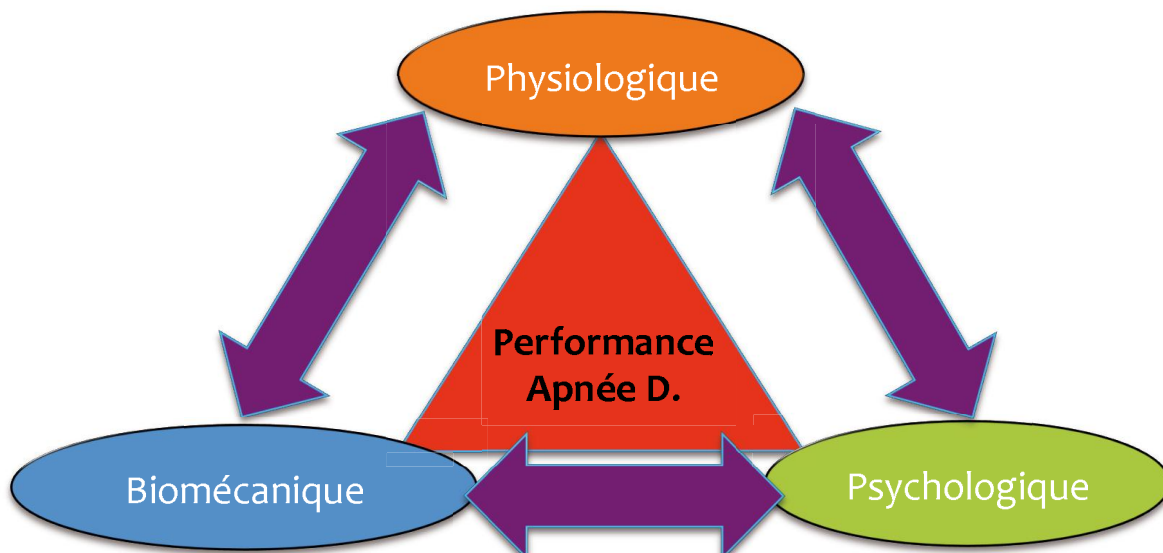 Physiologique
Performance
Apnée D.
Biomécanique
Psychologique